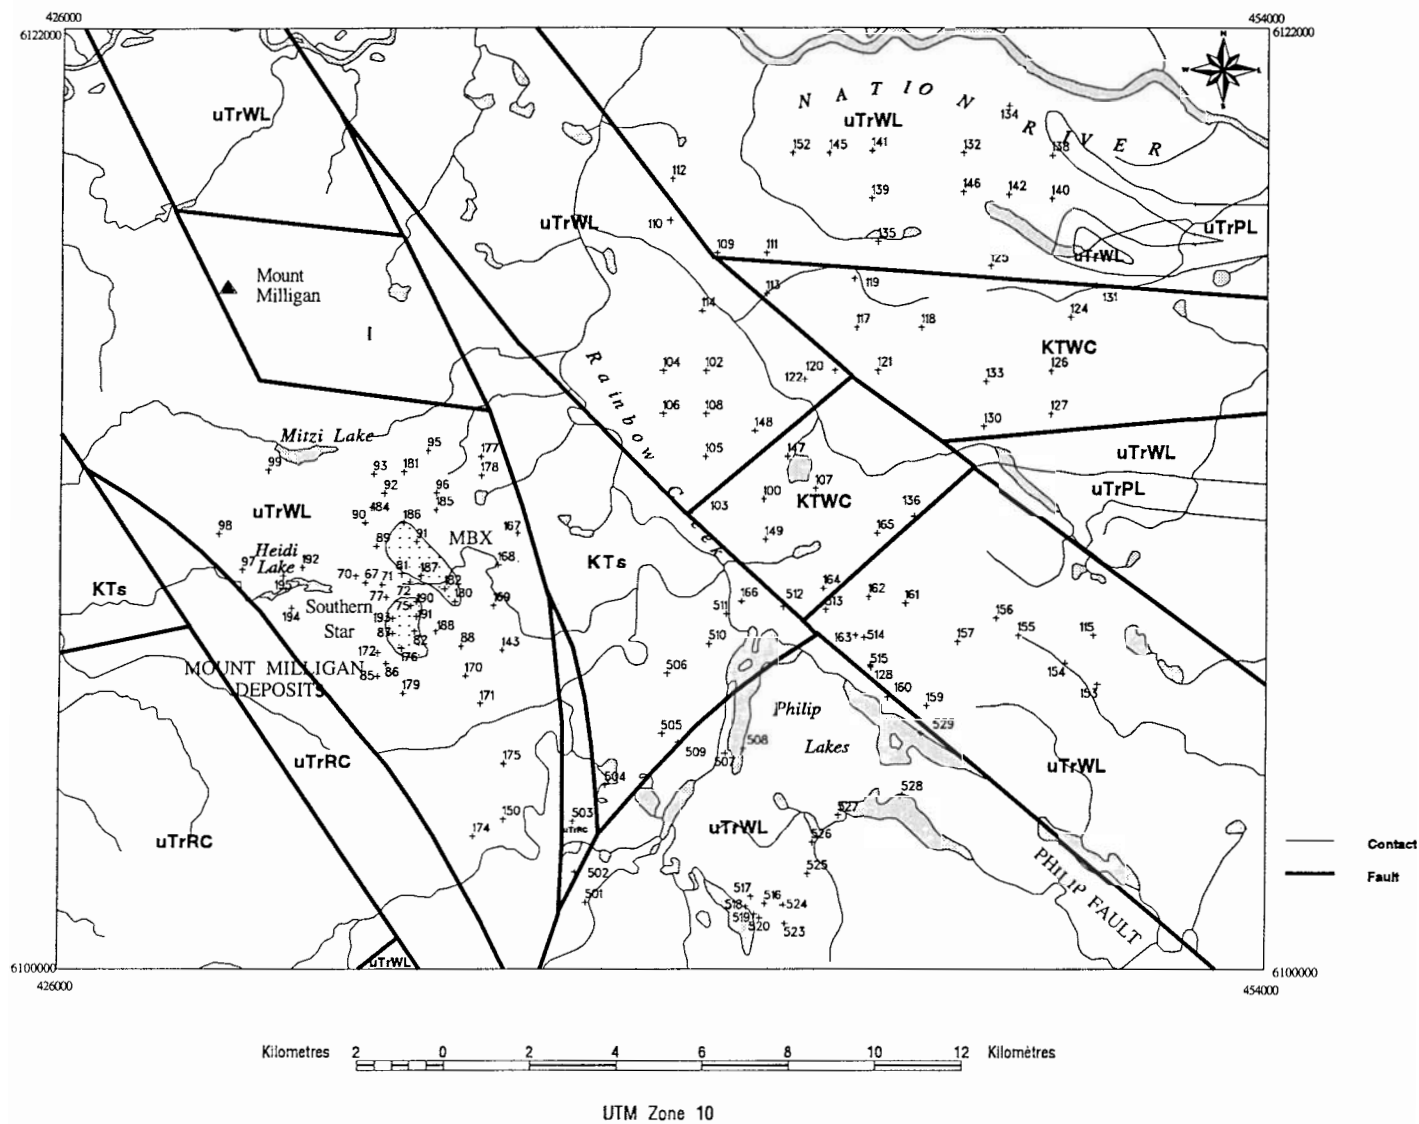 426000
454000
6122000
6122000
N
W
S
N A T I O N
R I V E R
uTrWL
uTrWL
134
152 145 141 132 138
112
146 142 140
139
110
uTrWL
uTrPL
135
109 111
125
uTrWL
Mount
Milligan
119
113
131
114
124
117 118
I
KTWC
Rainbow
104 102
120
122
121
133
126
106 108
127
148
130
Mitzi Lake
95
177
105
147
99
93
181
178
uTrWL
92
96
107
uTrPL
KTWC
100
103
136
484
185
uTrWL
90
186
Creek
98
89
91
MBX
167
149
165
Heidi
Lake
192
168
KTs
97
81
187
70 67 71
182
164
162
KTs
195
72
77
190
180
169
166
512
513
161
Southern
Star
75
511
194
193
191
156
87
82
188
88
143
510
163
514
157
155
115
172
176
MOUNT MILLIGAN
DEPOSITS
85
86
170
506
515
128
154
179
171
160
159
153
Philip
Lakes
505
529
508
509
507
uTrRC
175
uTrWL
504
528
150
503
527
174
uTrRC
uTrWL
uTrRC
526
PHILIP FAULT
502
525
501
517
516
518
524
519
520
523
uTrWL
Contact
Fault
6100000
6100000
426000
454000
Kilometres 2 0 2 4 6 8 10 12 Kilomètres
UTM Zone 10